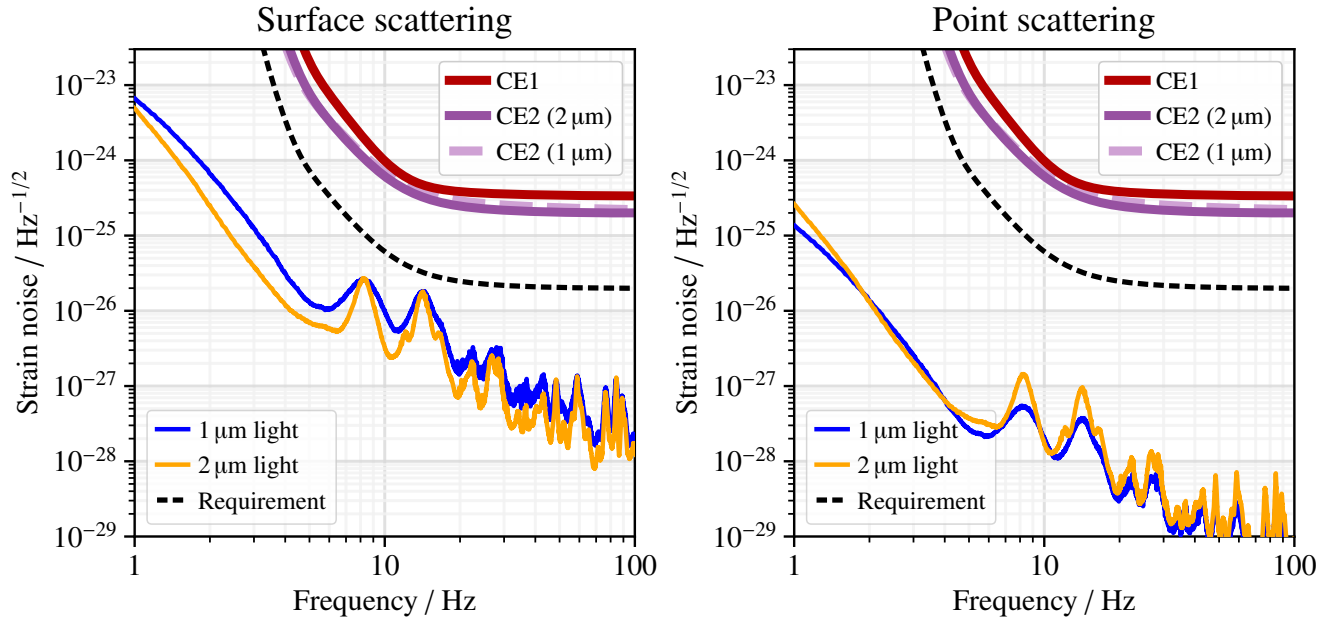 Surface scattering
10⁻²³
10⁻²⁴
10⁻²⁵
10⁻²⁶
10⁻²⁷
10⁻²⁸
10⁻²⁹
Strain noise / Hz⁻¹/²
CE1
CE2 (2 μm)
CE2 (1 μm)
1 μm light
2 μm light
Requirement
1 10 100
Frequency / Hz
Point scattering
10⁻²³
10⁻²⁴
10⁻²⁵
10⁻²⁶
10⁻²⁷
10⁻²⁸
10⁻²⁹
Strain noise / Hz⁻¹/²
CE1
CE2 (2 μm)
CE2 (1 μm)
1 μm light
2 μm light
Requirement
1 10 100
Frequency / Hz